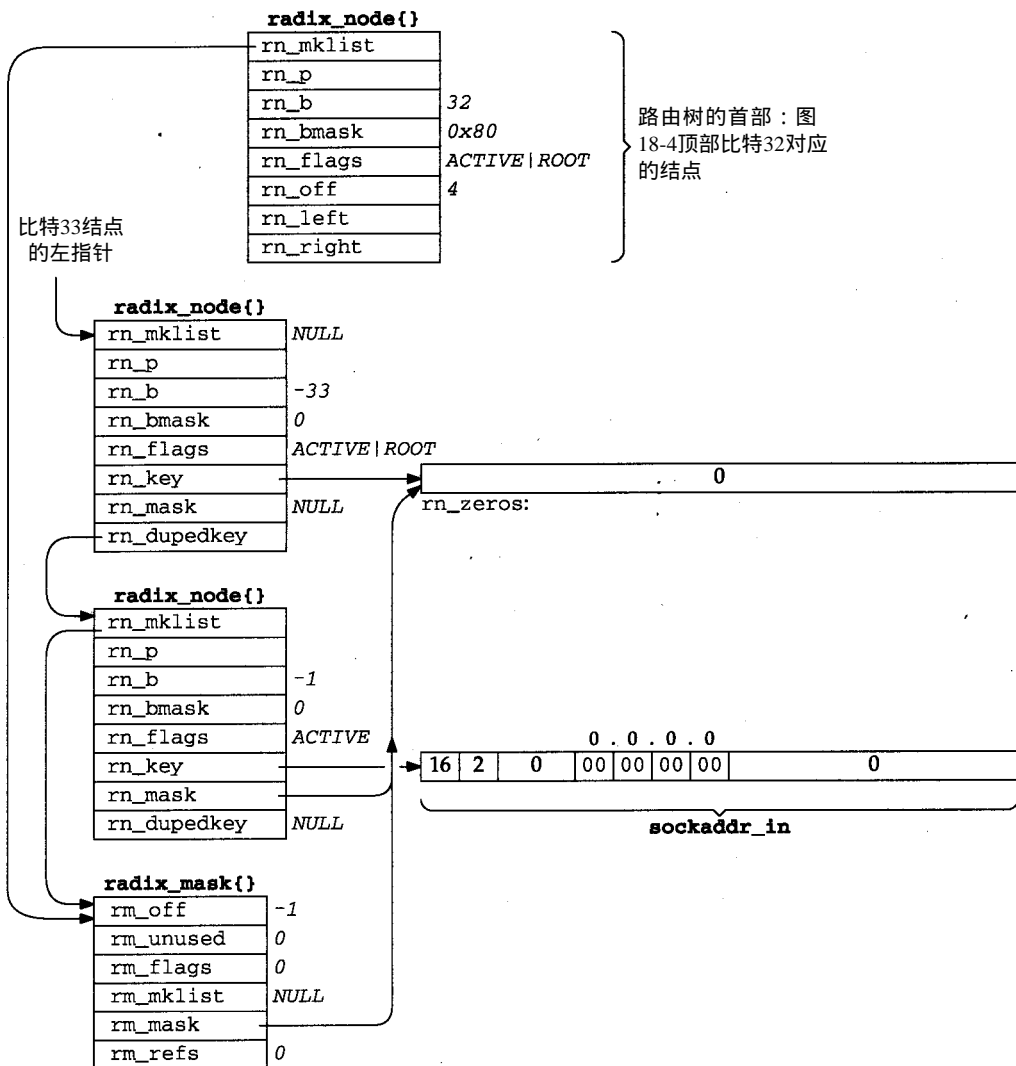 radix_node{}
rn_mklist
rn_p
rn_b 32
rn_bmask 0x80
rn_flags ACTIVE|ROOT
rn_off 4
rn_left
rn_right
路由树的首部：图
18-4顶部比特32对应
的结点
比特33结点
的左指针
radix_node{}
rn_mklist NULL
rn_p
rn_b -33
rn_bmask 0
rn_flags ACTIVE|ROOT
rn_key
rn_mask NULL
rn_dupedkey
0
rn_zeros:
radix_node{}
rn_mklist
rn_p
rn_b -1
rn_bmask 0
rn_flags ACTIVE
rn_key
rn_mask
rn_dupedkey NULL
0 . 0 . 0 . 0
16 2 0 00 00 00 00 0
sockaddr_in
radix_mask{}
rm_off -1
rm_unused 0
rm_flags 0
rm_mklist NULL
rm_mask
rm_refs 0